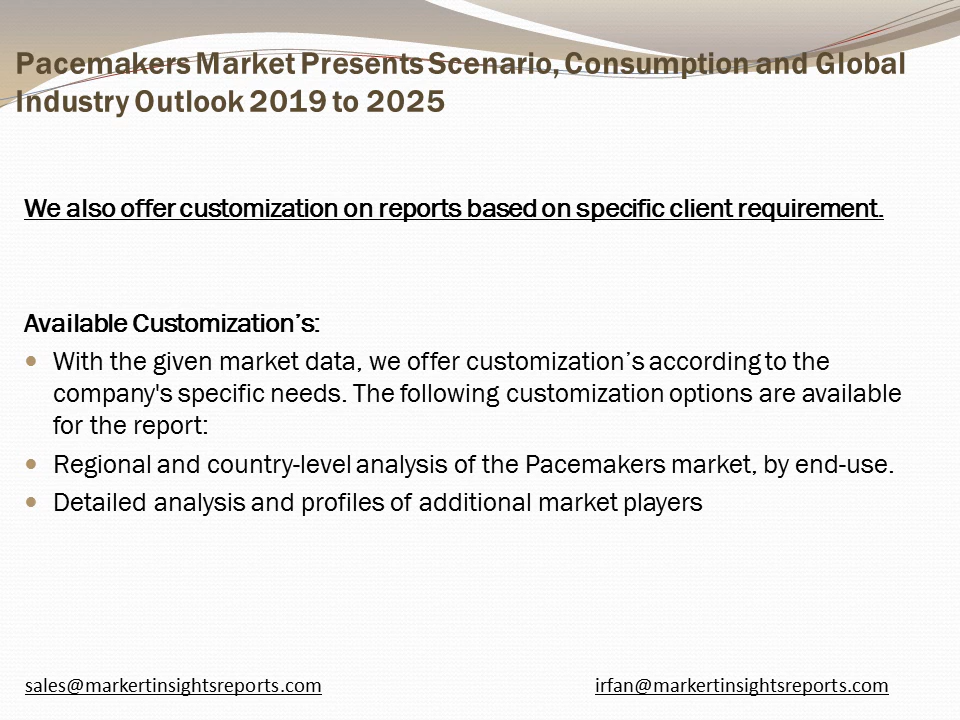 Pacemakers Market Presents Scenario, Consumption and Global
Industry Outlook 2019 to 2025
We also offer customization on reports based on specific client requirement.
Available Customization’s:
• With the given market data, we offer customization’s according to the
company's specific needs. The following customization options are available
for the report:
• Regional and country-level analysis of the Pacemakers market, by end-use.
• Detailed analysis and profiles of additional market players
sales@markertinsightsreports.com irfan@markertinsightsreports.com